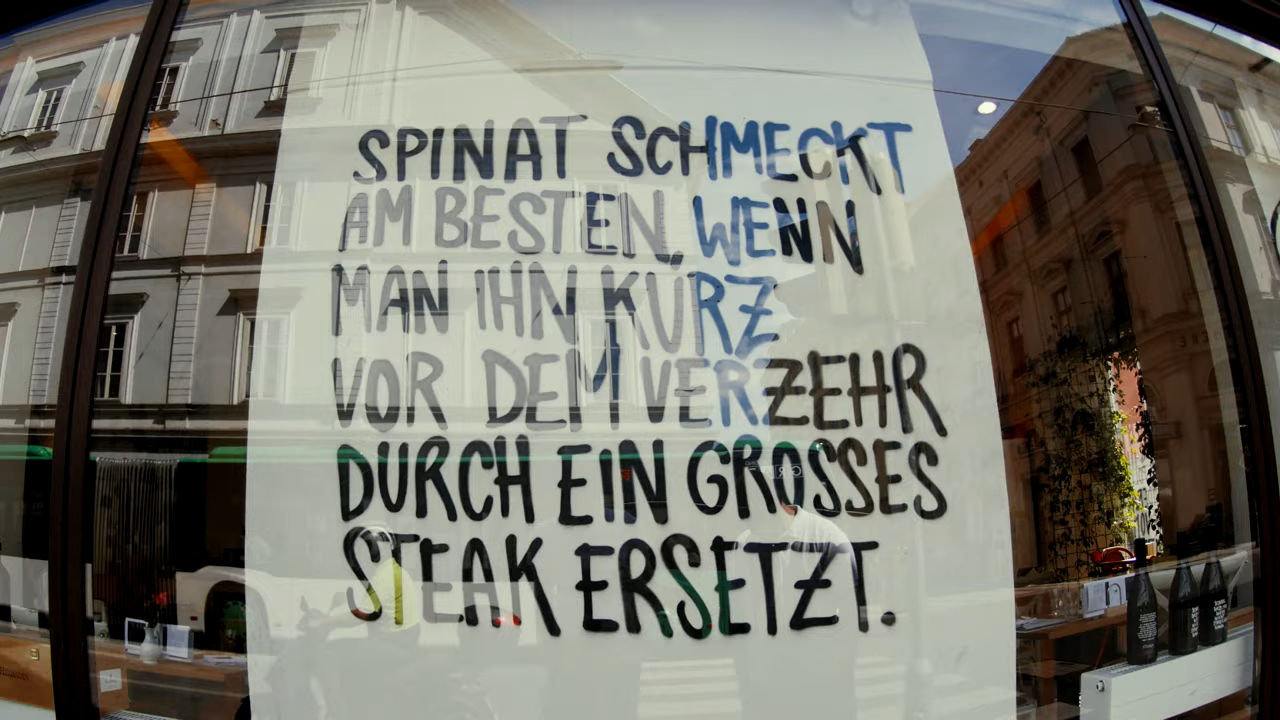 SPINAT SCHMECKT
AM BESTEN, WENN
MAN IHN KURZ
VOR DEM VERZEHR
DURCH EIN GROSSES
STEAK ERSETZT.